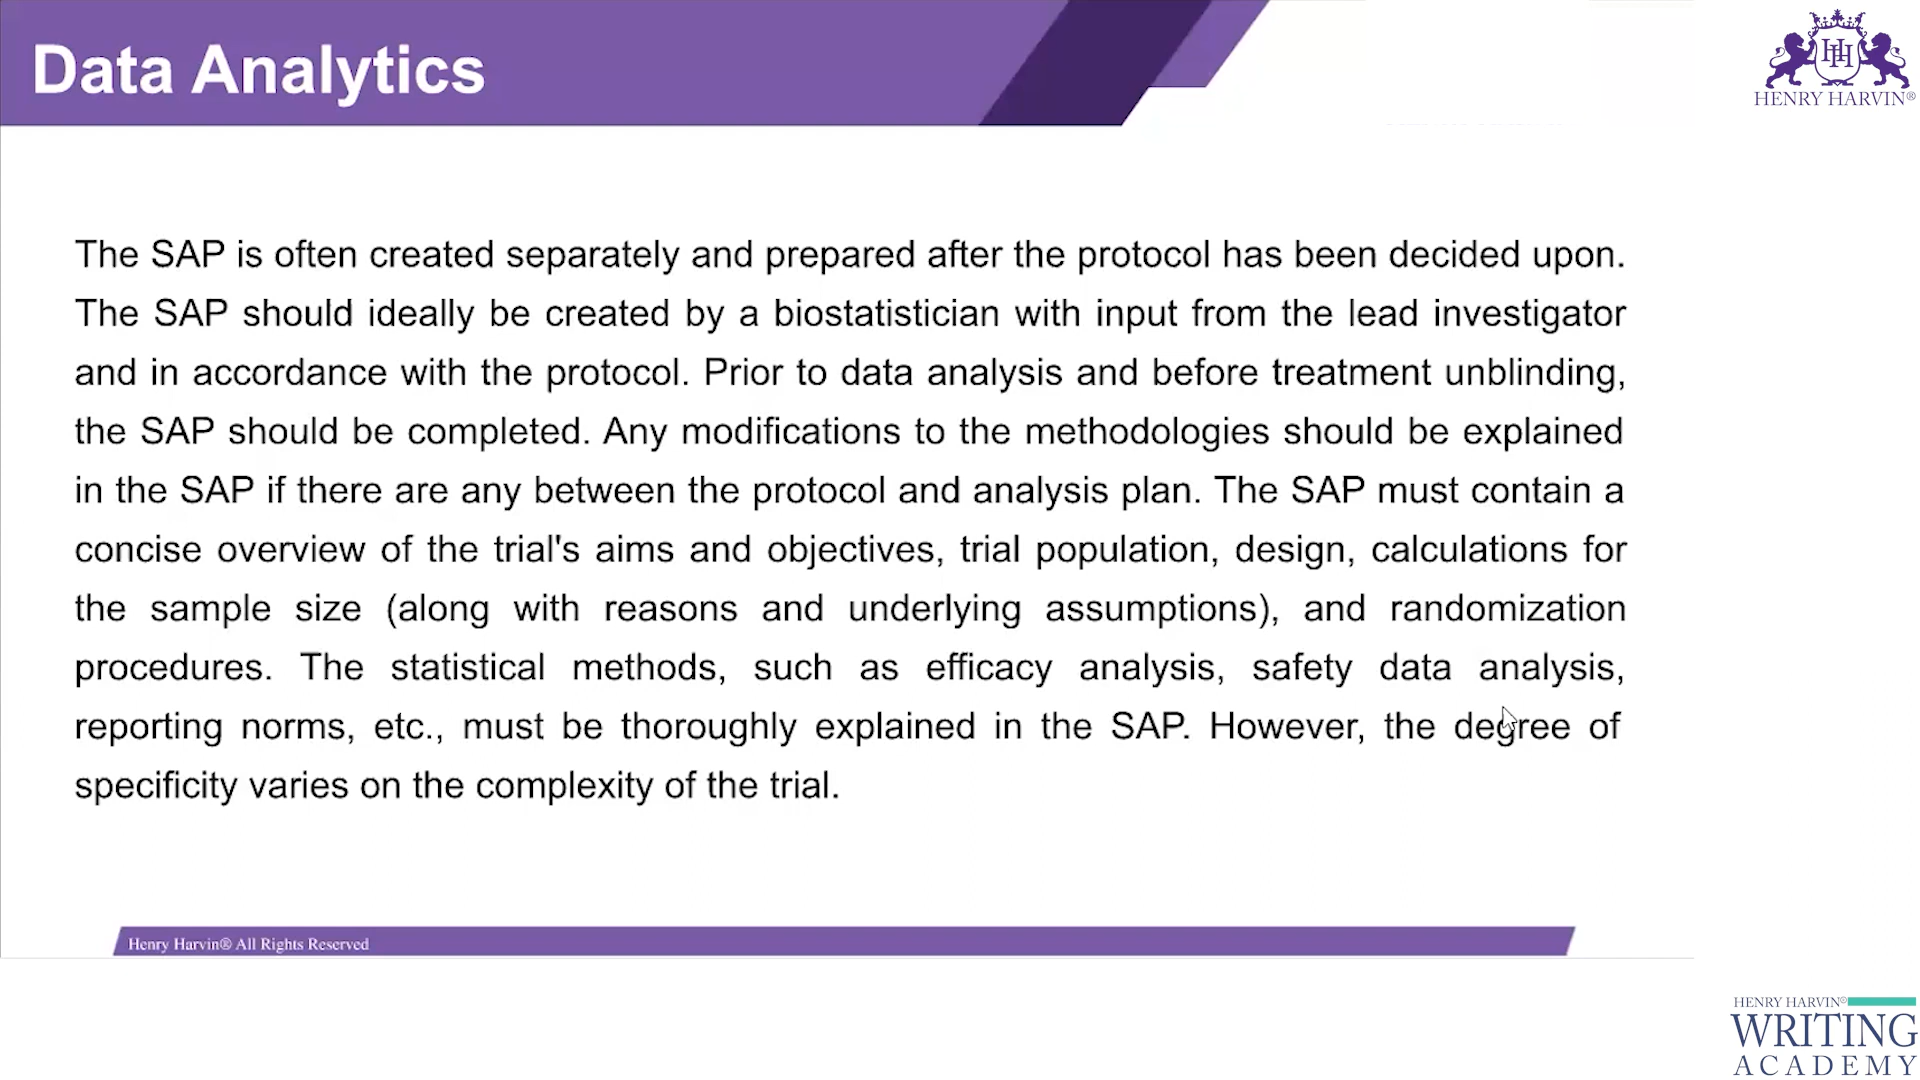 Data Analytics
HH
HENRY HARVIN®
The SAP is often created separately and prepared after the protocol has been decided upon.
The SAP should ideally be created by a biostatistician with input from the lead investigator
and in accordance with the protocol. Prior to data analysis and before treatment unblinding,
the SAP should be completed. Any modifications to the methodologies should be explained
in the SAP if there are any between the protocol and analysis plan. The SAP must contain a
concise overview of the trial's aims and objectives, trial population, design, calculations for
the sample size (along with reasons and underlying assumptions), and randomization
procedures. The statistical methods, such as efficacy analysis, safety data analysis,
reporting norms, etc., must be thoroughly explained in the SAP. However, the degree of
specificity varies on the complexity of the trial.
Henry Harvin® All Rights Reserved
HENRY HARVIN®
WRITING
ACADEMY